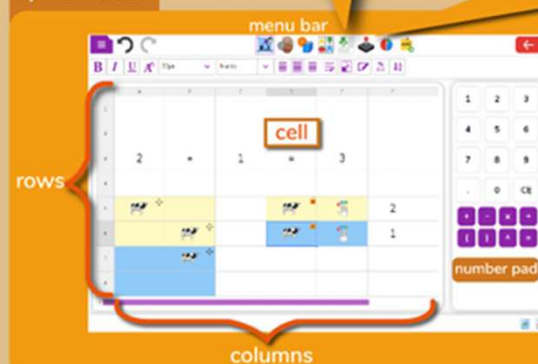 menu bar
B I U
1 2 3
cell
4 5 6
2 + 1 = 3
7 8 9
rows
. 0 CE
2
1
number pad
columns